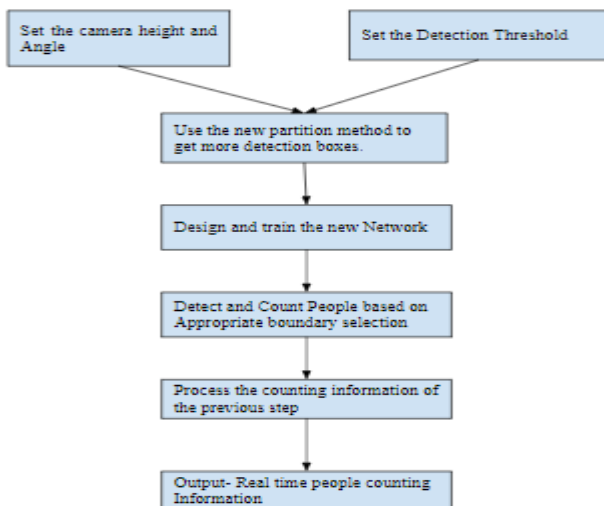 Set the camera height and
Angle
Set the Detection Threshold
Use the new partition method to
get more detection boxes.
Design and train the new Network
Detect and Count People based on
Appropriate boundary selection
Process the counting information of
the previous step
Output- Real time people counting
Information